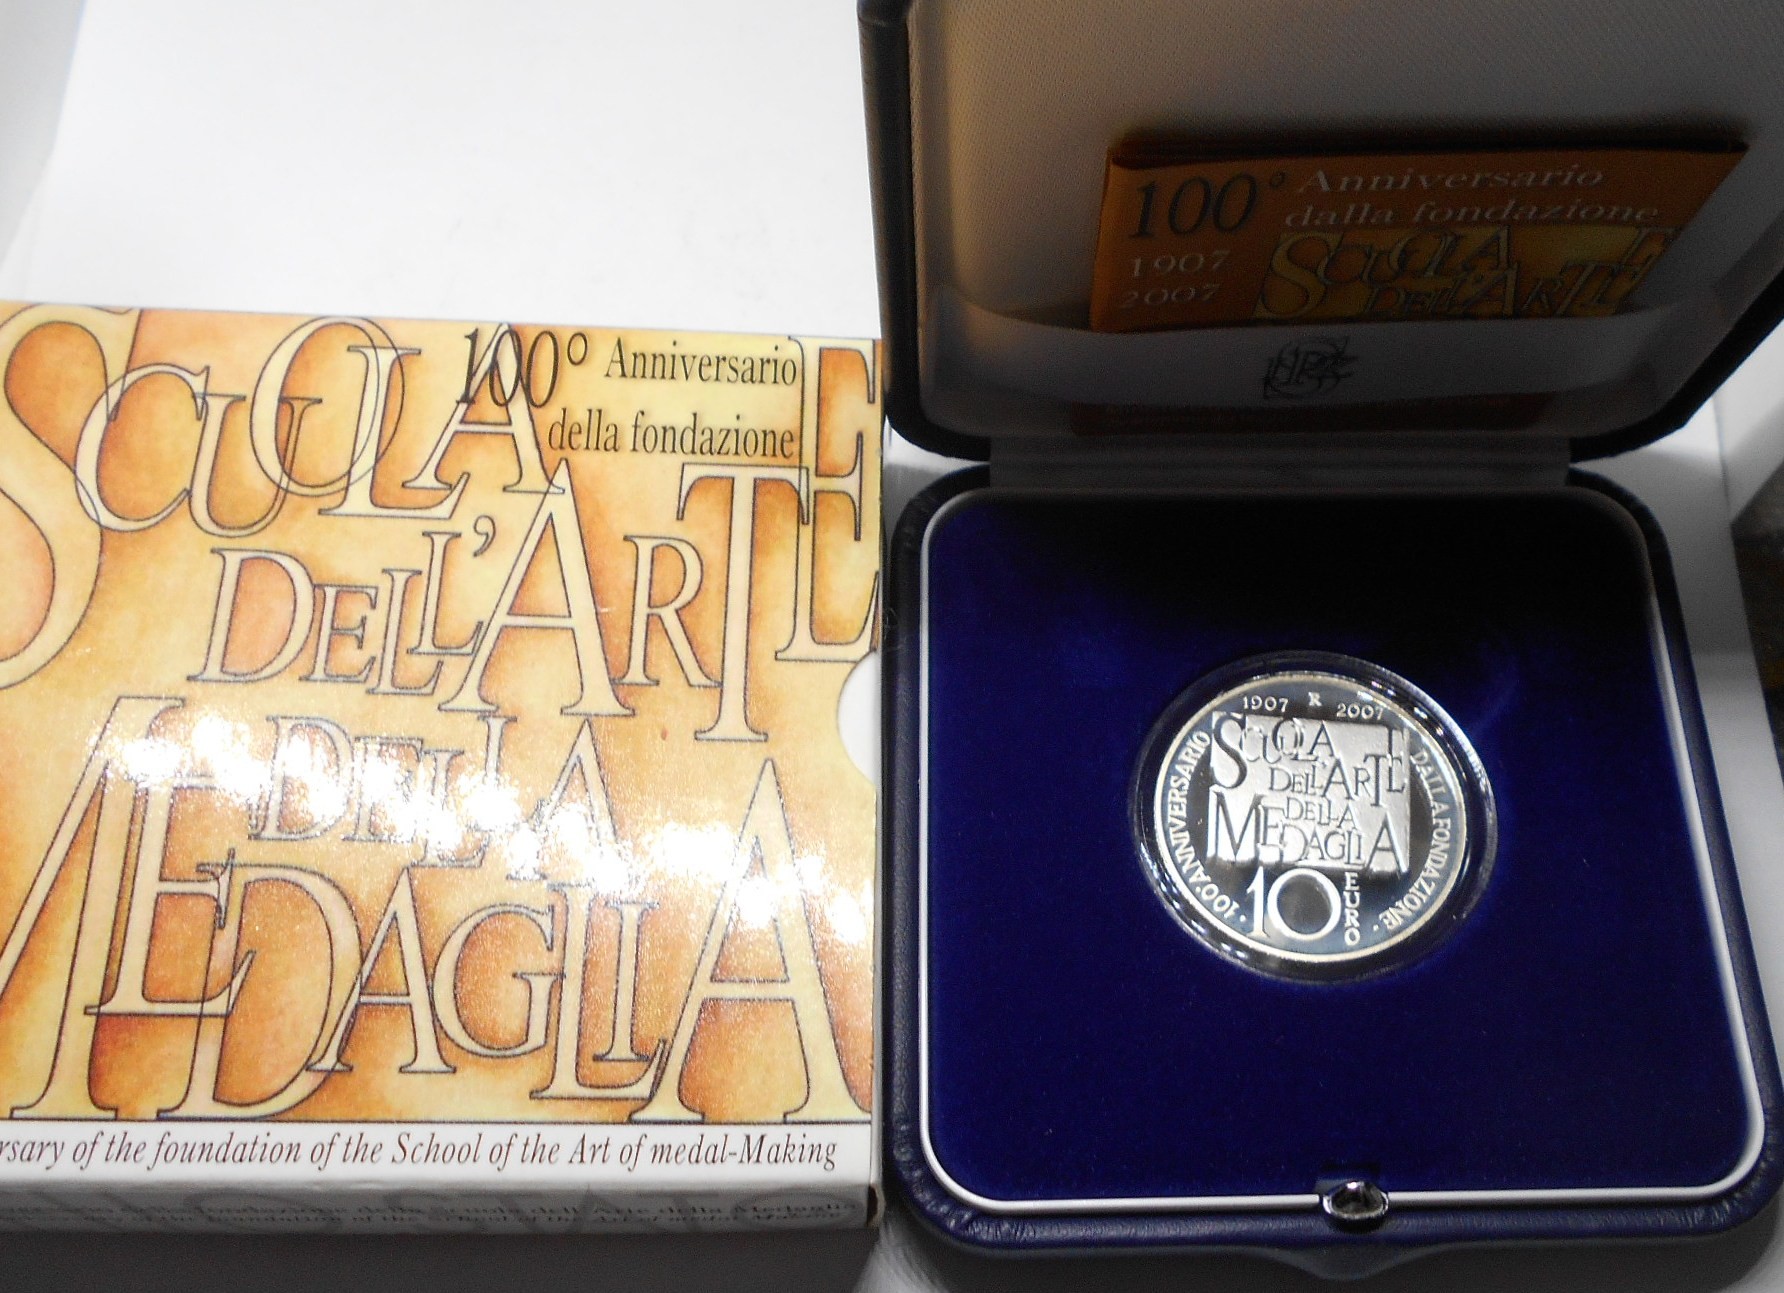 100° Anniversario
della fondazione
SCUOLA
DELL'ARTE
DELLA
MEDAGLIA
rsary of the foundation of the School of the Art of medal-Making
100° Anniversario
dalla fondazione
1907
2007
SCUOLA
DELL'ARTE
1907 R 2007
100° ANNIVERSARIO
DALLA FONDAZIONE
SCUOLA
DELL'ARTE
DELLA
MEDAGLIA
10
EURO